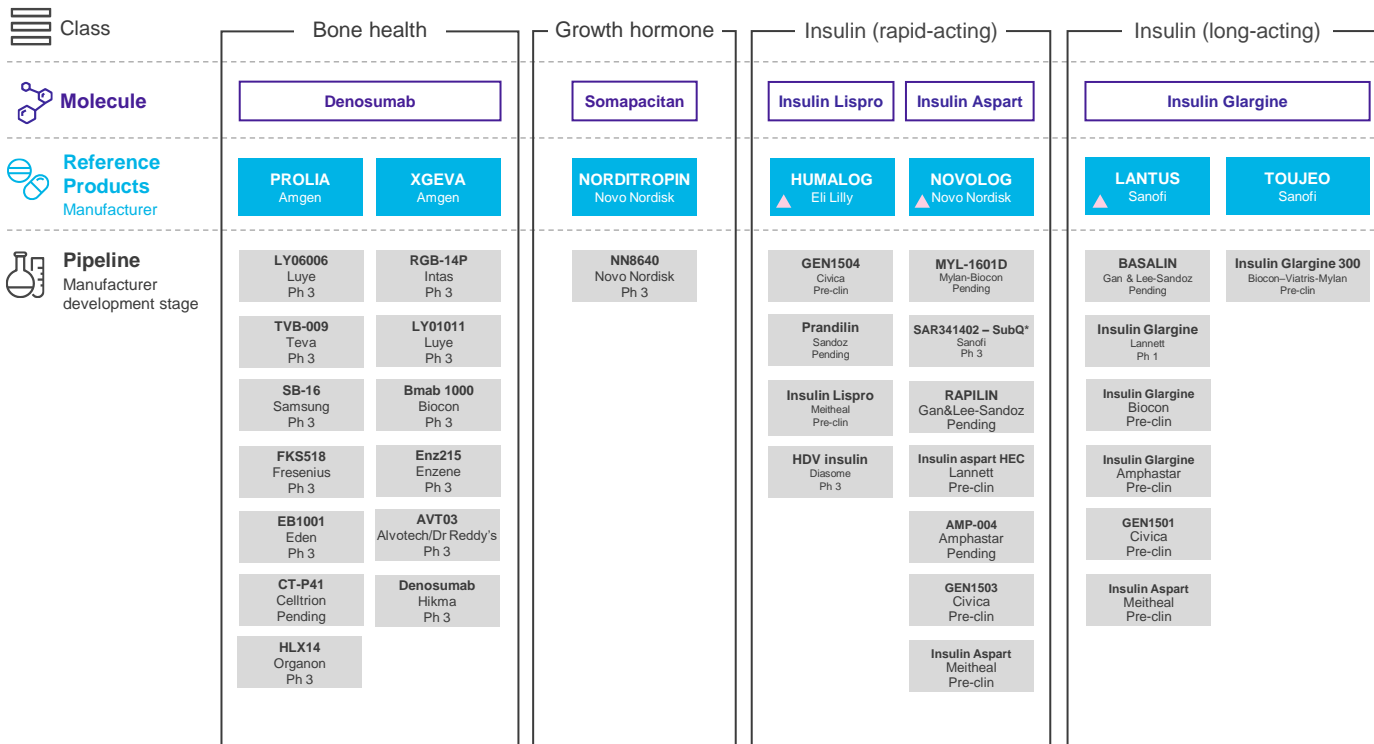 Class
Bone health
Growth hormone
Insulin (rapid-acting)
Insulin (long-acting)
Molecule
Denosumab
Somapacitan
Insulin Lispro
Insulin Aspart
Insulin Glargine
Reference
Products
Manufacturer
PROLIA
Amgen
XGEVA
Amgen
NORDITROPIN
Novo Nordisk
HUMALOG
Eli Lilly
NOVOLOG
Novo Nordisk
LANTUS
Sanofi
TOUJEO
Sanofi
Pipeline
Manufacturer
development stage
LY06006
Luye
Ph 3
TVB-009
Teva
Ph 3
SB-16
Samsung
Ph 3
FKS518
Fresenius
Ph 3
EB1001
Eden
Ph 3
CT-P41
Celltrion
Pending
HLX14
Organon
Ph 3
RGB-14P
Intas
Ph 3
LY01011
Luye
Ph 3
Bmab 1000
Biocon
Ph 3
Enz215
Enzene
Ph 3
AVT03
Alvotech/Dr Reddy's
Ph 3
Denosumab
Hikma
Ph 3
NN8640
Novo Nordisk
Ph 3
GEN1504
Civica
Pre-clin
Prandilin
Sandoz
Pending
Insulin Lispro
Meitheal
Pre-clin
HDV insulin
Diasome
Ph 3
MYL-1601D
Mylan-Biocon
Pending
SAR341402 – SubQ*
Sanofi
Ph 3
RAPILIN
Gan&Lee-Sandoz
Pending
Insulin aspart HEC
Lannett
Pre-clin
AMP-004
Amphastar
Pending
GEN1503
Civica
Pre-clin
Insulin Aspart
Meitheal
Pre-clin
BASALIN
Gan & Lee-Sandoz
Pending
Insulin Glargine
Lannett
Ph 1
Insulin Glargine
Biocon
Pre-clin
Insulin Glargine
Amphastar
Pre-clin
GEN1501
Civica
Pre-clin
Insulin Aspart
Meitheal
Pre-clin
Insulin Glargine 300
Biocon–Viatris-Mylan
Pre-clin